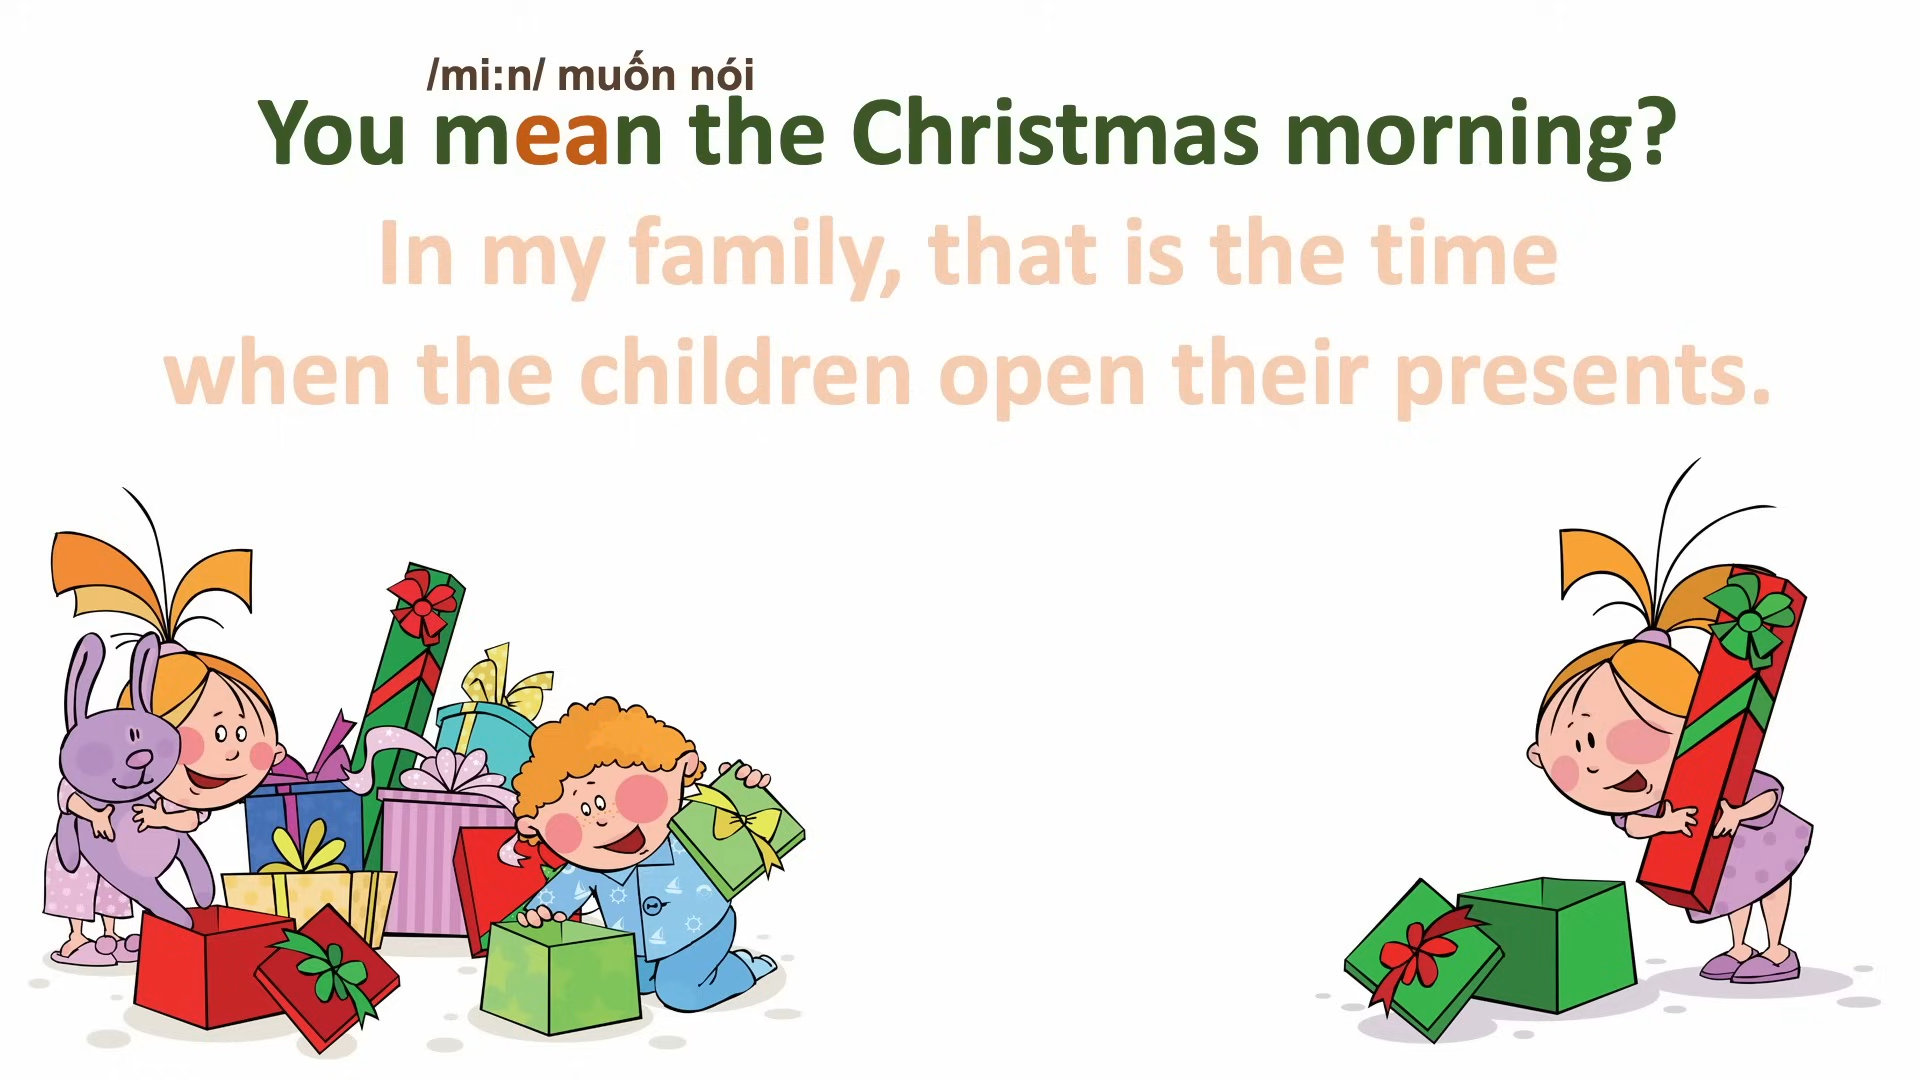 /mi:n/ muốn nói
You mean the Christmas morning?
In my family, that is the time
when the children open their presents.